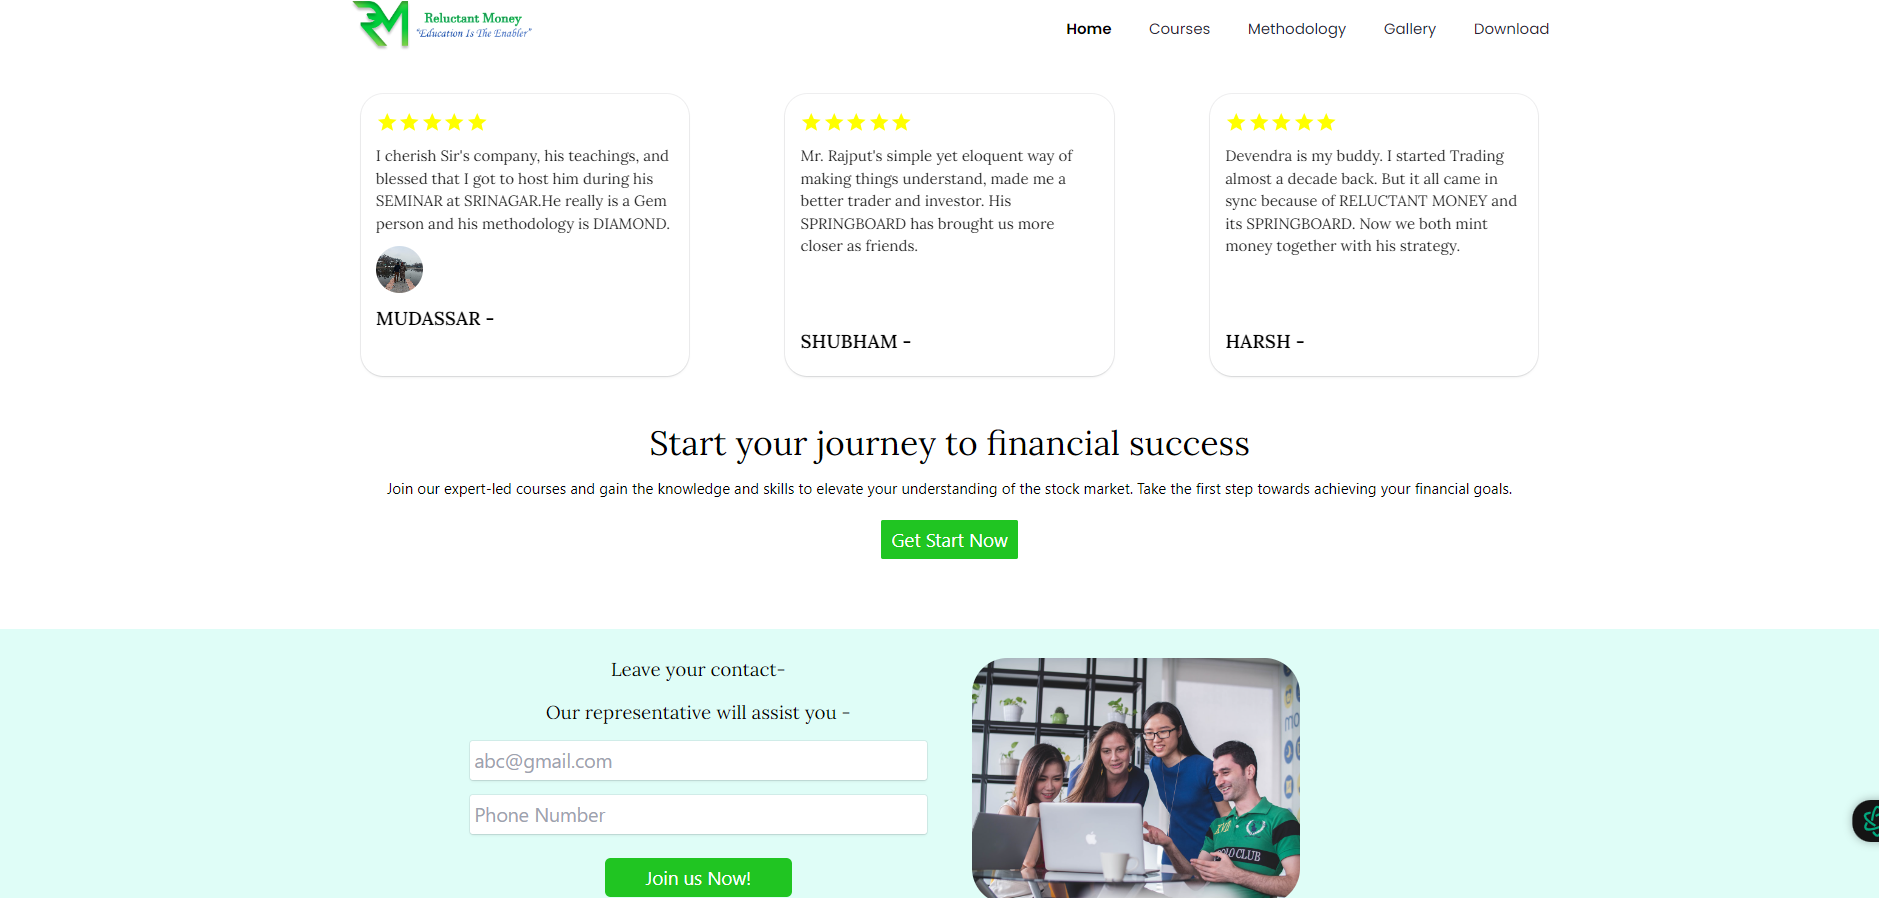 Reluctant Money
"Education Is The Enabler"
Home
Courses
Methodology
Gallery
Download
I cherish Sir's company, his teachings, and
blessed that I got to host him during his
SEMINAR at SRINAGAR.He really is a Gem
person and his methodology is DIAMOND.
MUDASSAR -
Mr. Rajput's simple yet eloquent way of
making things understand, made me a
better trader and investor. His
SPRINGBOARD has brought us more
closer as friends.
SHUBHAM -
Devendra is my buddy. I started Trading
almost a decade back. But it all came in
sync because of RELUCTANT MONEY and
its SPRINGBOARD. Now we both mint
money together with his strategy.
HARSH -
Start your journey to financial success
Join our expert-led courses and gain the knowledge and skills to elevate your understanding of the stock market. Take the first step towards achieving your financial goals.
Get Start Now
Leave your contact-
Our representative will assist you -
abc@gmail.com
Phone Number
Join us Now!
POLO CLUB